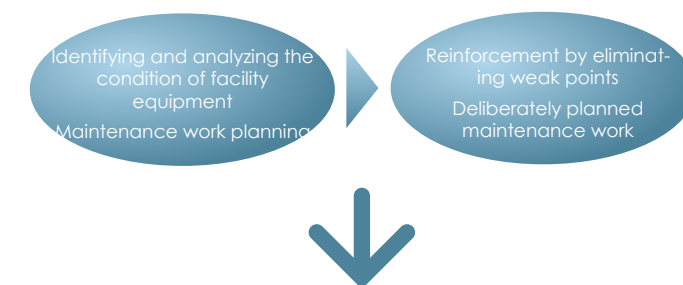 Identifying and analyzing the
condition of facility
equipment
Maintenance work planning
Reinforcement by eliminat-
ing weak points
Deliberately planned
maintenance work